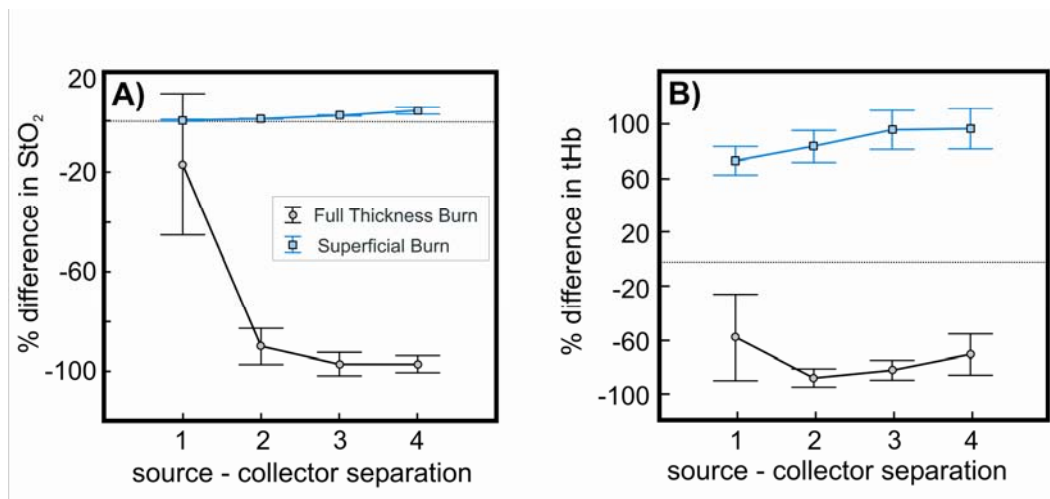 A)
% difference in StO₂
20
-20
-60
-100
Full Thickness Burn
Superficial Burn
1 2 3 4
source - collector separation
B)
% difference in tHb
100
60
20
-20
-60
-100
1 2 3 4
source - collector separation